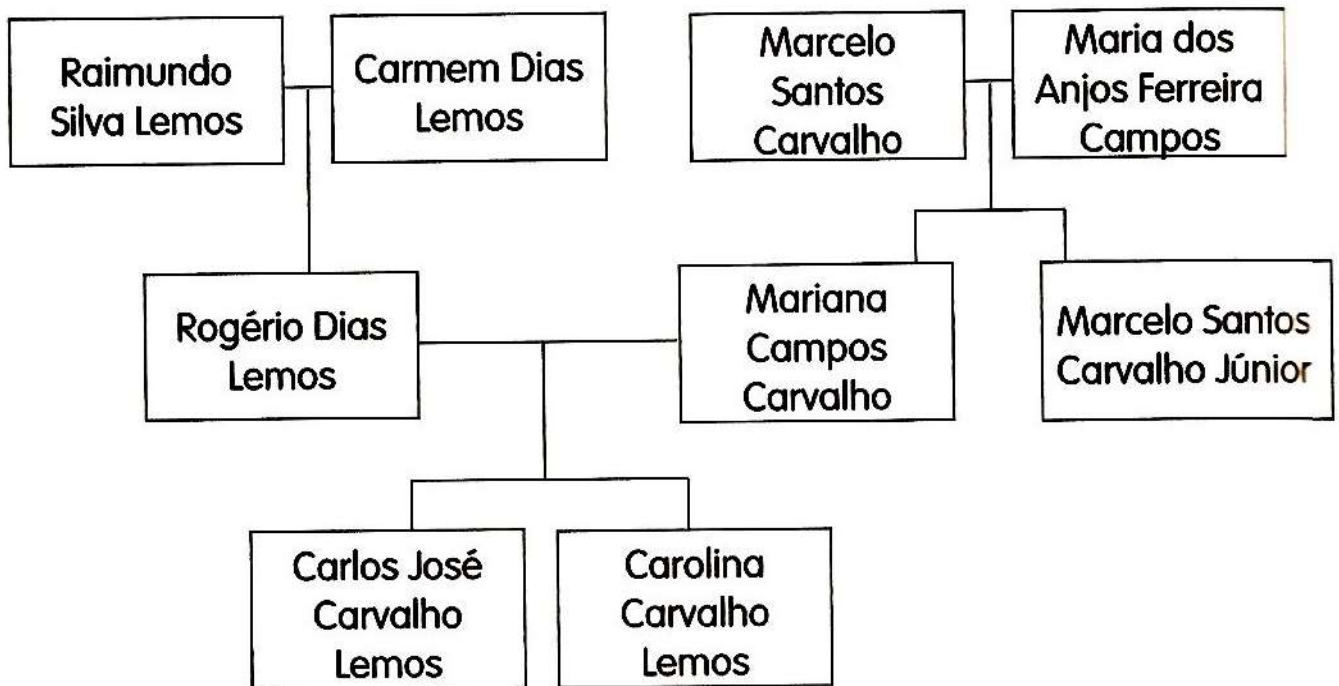 Raimundo
Silva Lemos
Carmem Dias
Lemos
Marcelo
Santos
Carvalho
Maria dos
Anjos Ferreira
Campos
Rogério Dias
Lemos
Mariana
Campos
Carvalho
Marcelo Santos
Carvalho Júnior
Carlos José
Carvalho
Lemos
Carolina
Carvalho
Lemos